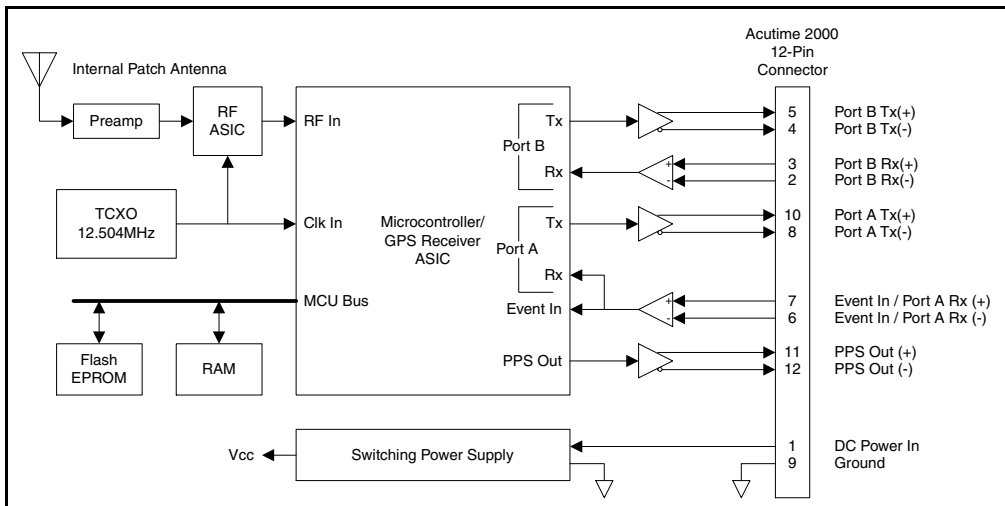 Acutime 2000
12-Pin
Connector
Internal Patch Antenna
Preamp
RF
ASIC
RF In
TCXO
12.504MHz
Clk In
MCU Bus
Flash
EPROM
RAM
Microcontroller/
GPS Receiver
ASIC
Tx
Port B
Rx
Tx
Port A
Rx
Event In
PPS Out
5 Port B Tx(+)
4 Port B Tx(-)
+ 3 Port B Rx(+)
- 2 Port B Rx(-)
10 Port A Tx(+)
8 Port A Tx(-)
+ 7 Event In / Port A Rx (+)
- 6 Event In / Port A Rx (-)
11 PPS Out (+)
12 PPS Out (-)
Vcc
Switching Power Supply
1 DC Power In
9 Ground